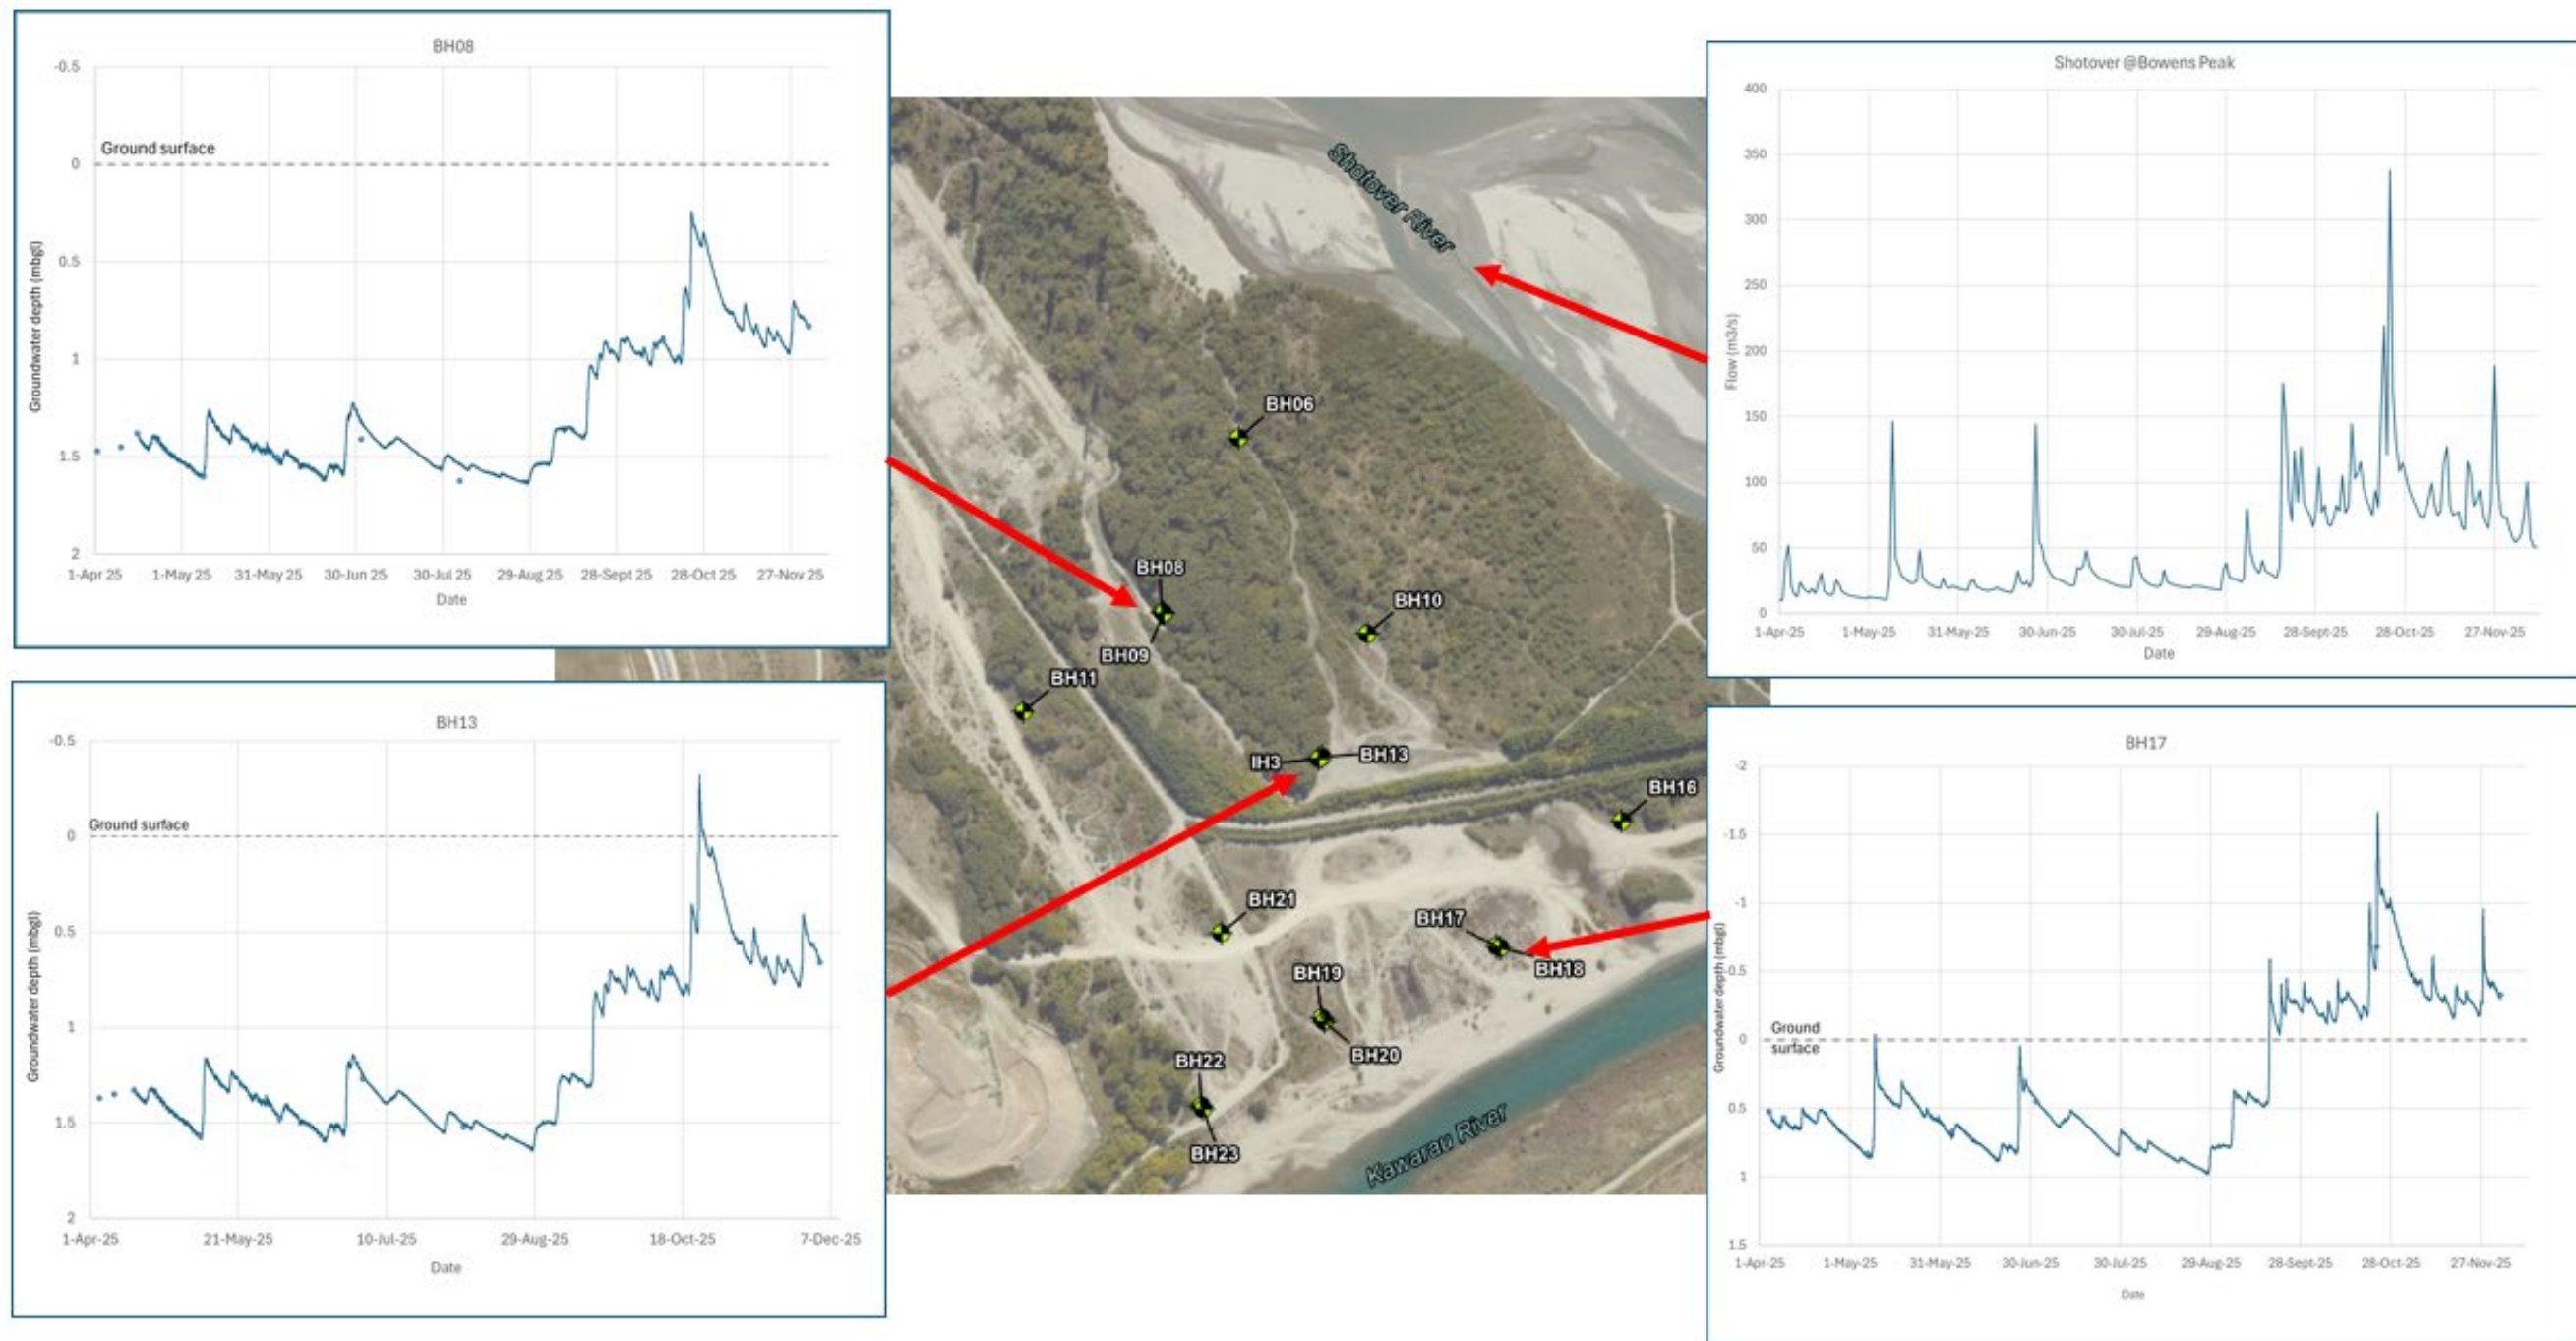 BH08
-0.5
Ground surface
0
0.5
1
1.5
2
Groundwater depth (mbgl)
1-Apr 25
1-May 25
31-May 25
30-Jun 25
30-Jul 25
29-Aug 25
28-Sept 25
28-Oct 25
27-Nov 25
Date
Shotover @Bowens Peak
400
350
300
250
200
150
100
50
0
Flow (m3/s)
1-Apr-25
1-May-25
31-May-25
30-Jun-25
30-Jul-25
29-Aug-25
28-Sept-25
28-Oct-25
27-Nov-25
Date
Shotover River
BH06
BH08
BH10
BH09
BH11
IH3
BH13
BH16
BH21
BH17
BH18
BH19
BH20
BH22
BH23
Kawarau River
BH13
-0.5
Ground surface
0
0.5
1
1.5
2
Groundwater depth (mbgl)
1-Apr-25
21-May-25
10-Jul-25
29-Aug-25
18-Oct-25
7-Dec-25
Date
BH17
-2
-1.5
-1
-0.5
Ground
surface
0
0.5
1
1.5
Groundwater depth (mbgl)
1-Apr-25
1-May-25
31-May-25
30-Jun-25
30-Jul-25
29-Aug-25
28-Sept-25
28-Oct-25
27-Nov-25
Date